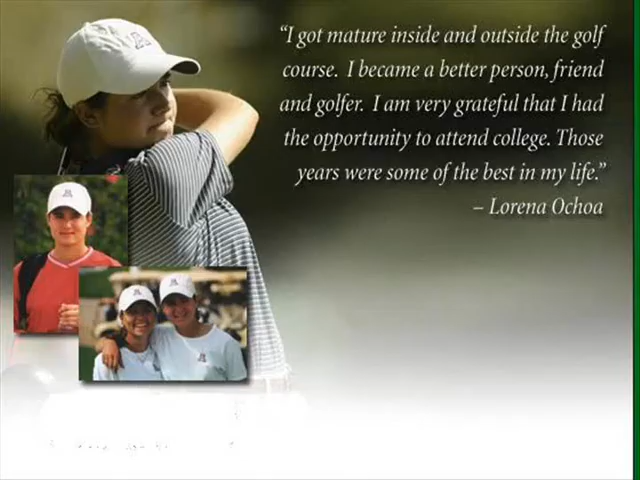 “I got mature inside and outside the golf
course. I became a better person, friend
and golfer. I am very grateful that I had
the opportunity to attend college. Those
years were some of the best in my life.”
– Lorena Ochoa
A
A
A
A
A